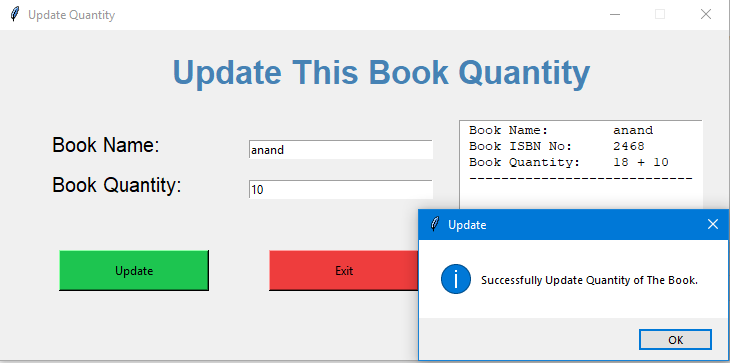 Update Quantity
Update This Book Quantity
Book Name:
anand
Book Quantity:
10
Update
Exit
Book Name: anand
Book ISBN No: 2468
Book Quantity: 18 + 10
----------------------------
Update
Successfully Update Quantity of The Book.
OK